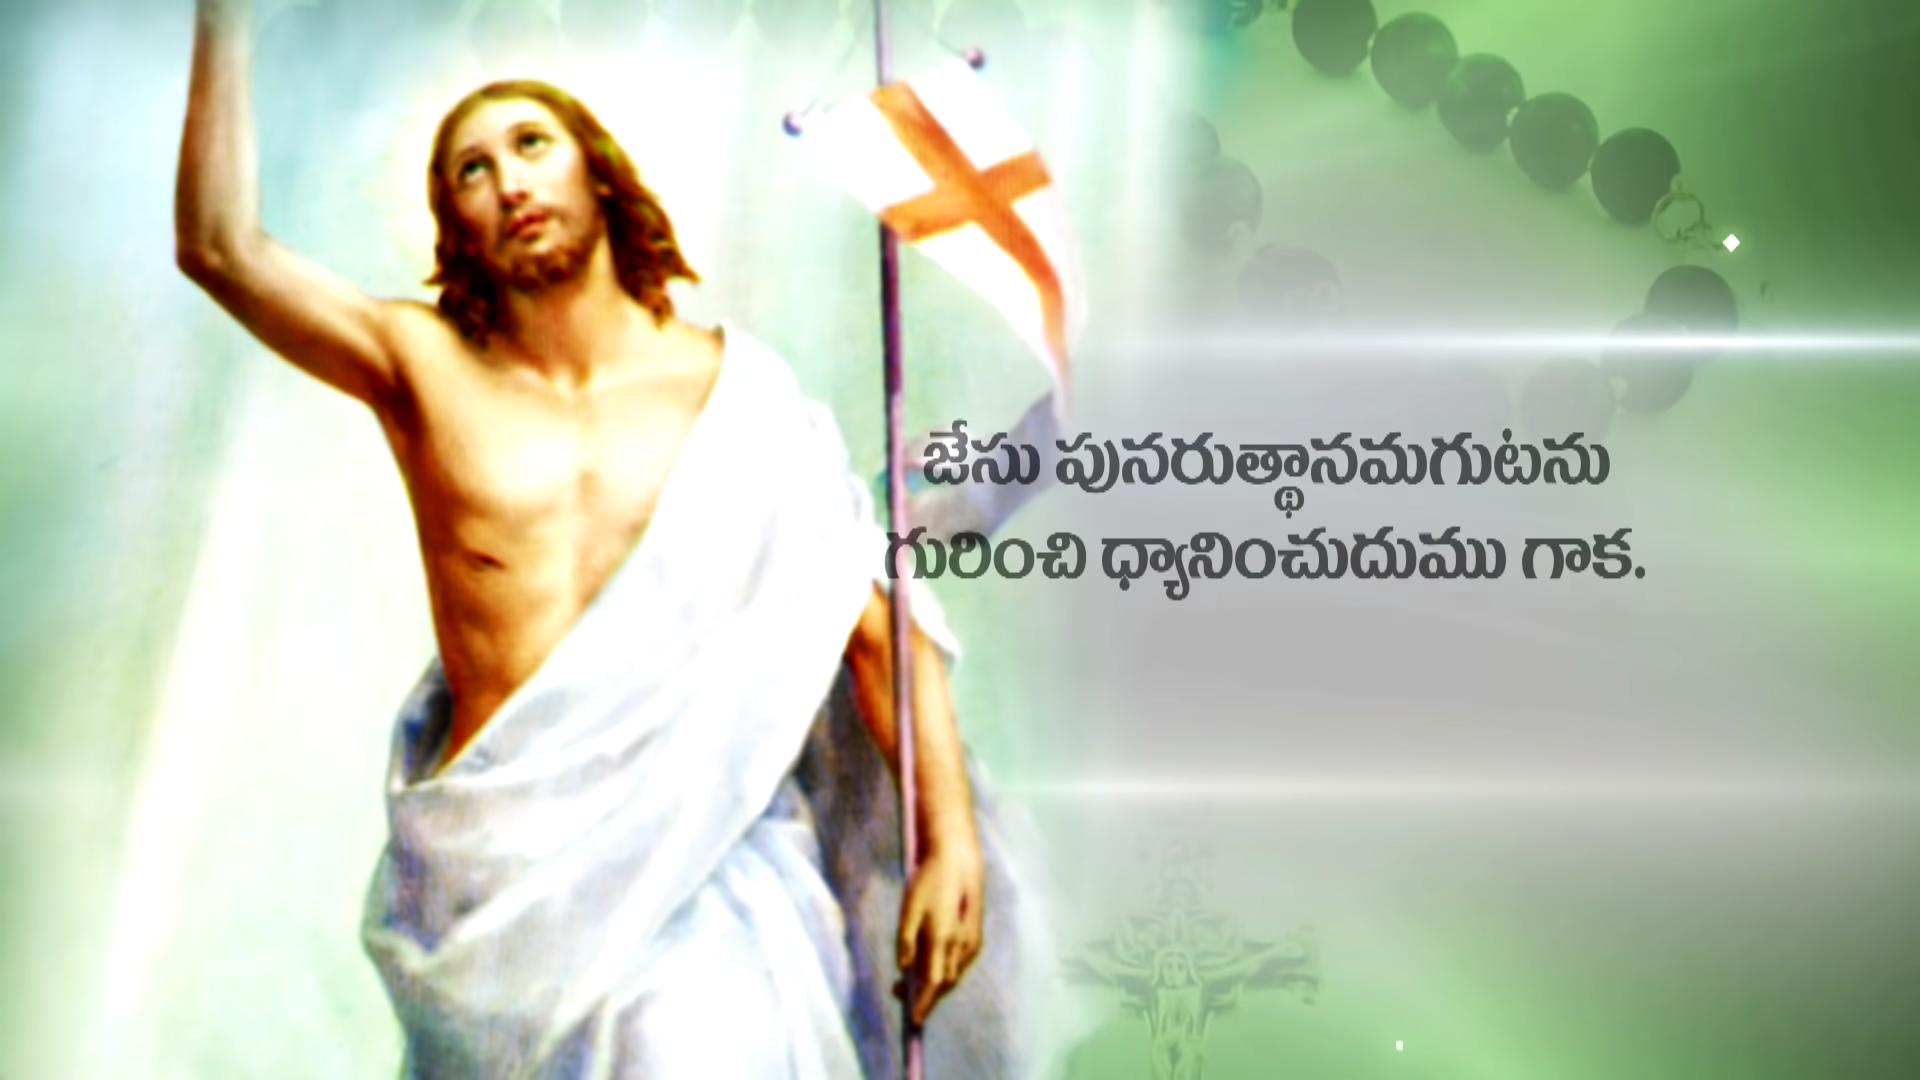 జేసు పునరుత్థానమగుటను
గురించి ధ్యానించుదుము గాక.